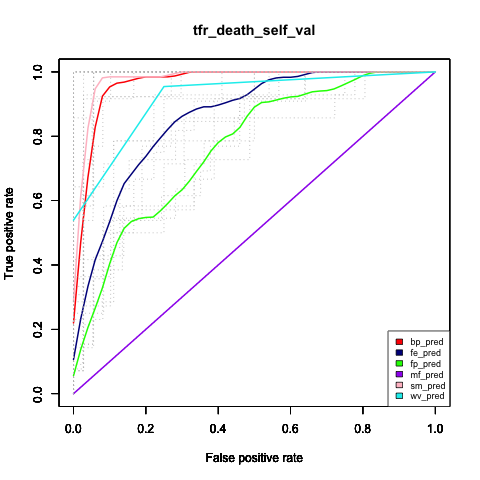 tfr_death_self_val
True positive rate
1.0
0.8
0.6
0.4
0.2
0.0
bp_pred
fe_pred
fp_pred
mf_pred
sm_pred
wv_pred
0.0 0.2 0.4 0.6 0.8 1.0
False positive rate